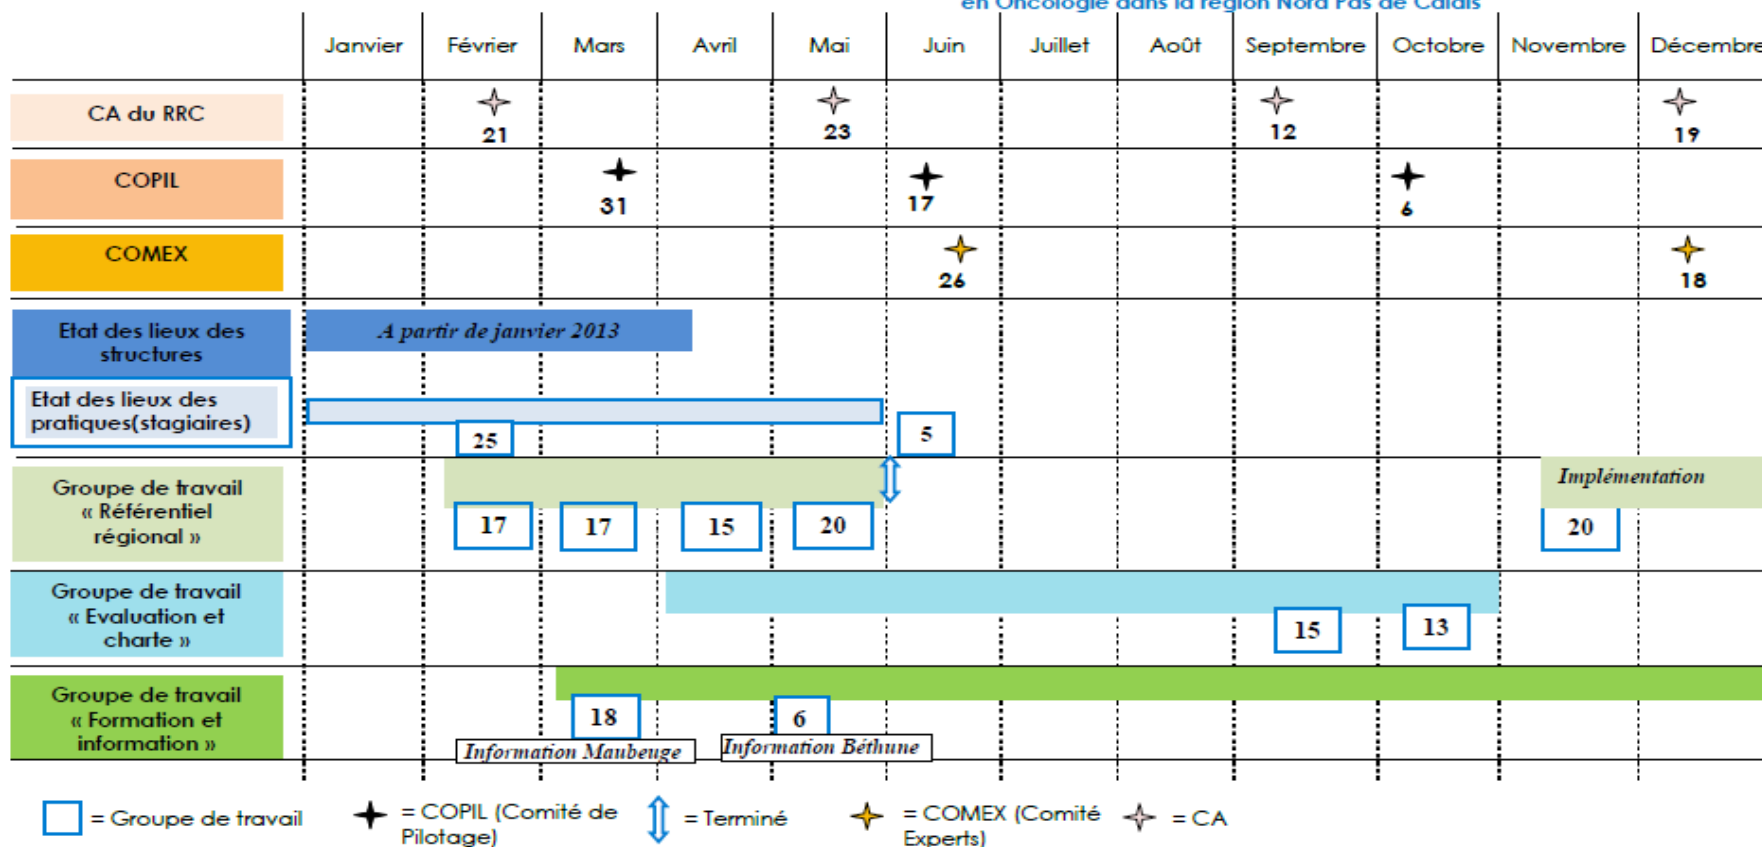 en Oncologie dans la région Nord Pas de Calais
Janvier Février Mars Avril Mai Juin Juillet Août Septembre Octobre Novembre Décembre
CA du RRC
21 23 12 19
COPIL
31 17 6
COMEX
26 18
Etat des lieux des
structures
A partir de janvier 2013
Etat des lieux des
pratiques(stagiaires)
25 5
Groupe de travail
« Référentiel
régional »
Implémentation
17 17 15 20 20
Groupe de travail
« Evaluation et
charte »
15 13
Groupe de travail
« Formation et
information »
18 6
Information Maubeuge Information Béthune
= Groupe de travail
= COPIL (Comité de
Pilotage)
= Terminé
= COMEX (Comité
Experts)
= CA